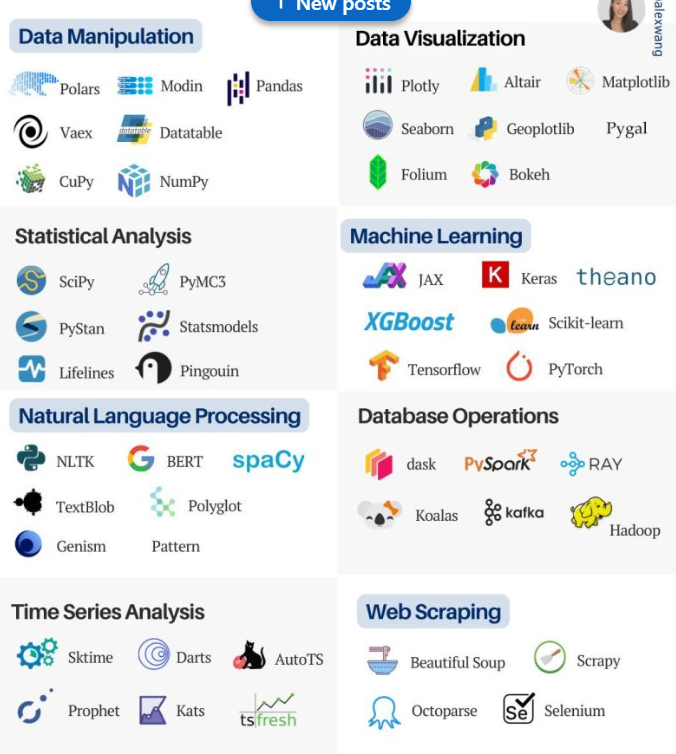 ↑ New posts
alexwang
Data Manipulation
Polars Modin Pandas
Vaex datatable Datatable
CuPy NumPy
Data Visualization
Plotly Altair Matplotlib
Seaborn Geoplotlib Pygal
Folium Bokeh
Statistical Analysis
SciPy PyMC3
PyStan Statsmodels
Lifelines Pingouin
Machine Learning
JAX JAX K Keras theano
XGBoost learn Scikit-learn
Tensorflow PyTorch
Natural Language Processing
NLTK G BERT spaCy
TextBlob Polyglot
Genism Pattern
Database Operations
dask PySpark RAY
Koalas kafka Hadoop
Time Series Analysis
Sktime Darts AutoTS
Prophet Kats tsfresh
Web Scraping
Beautiful Soup Scrapy
Octoparse Se Selenium